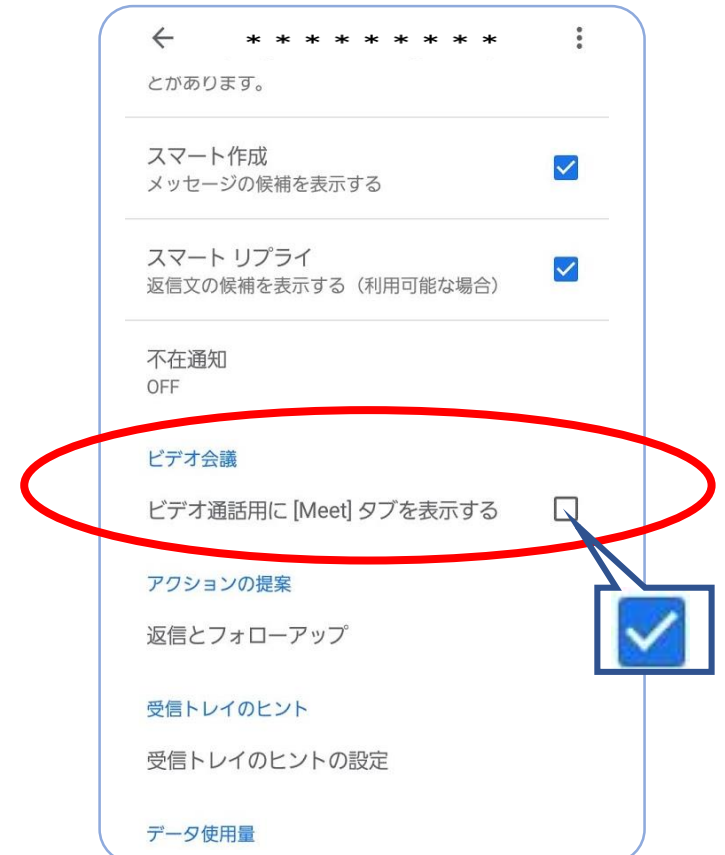 * * * * * * * * *
とがあります。
スマート作成
メッセージの候補を表示する
スマート リプライ
返信文の候補を表示する（利用可能な場合）
不在通知
OFF
ビデオ会議
ビデオ通話用に [Meet] タブを表示する
アクションの提案
返信とフォローアップ
受信トレイのヒント
受信トレイのヒントの設定
データ使用量